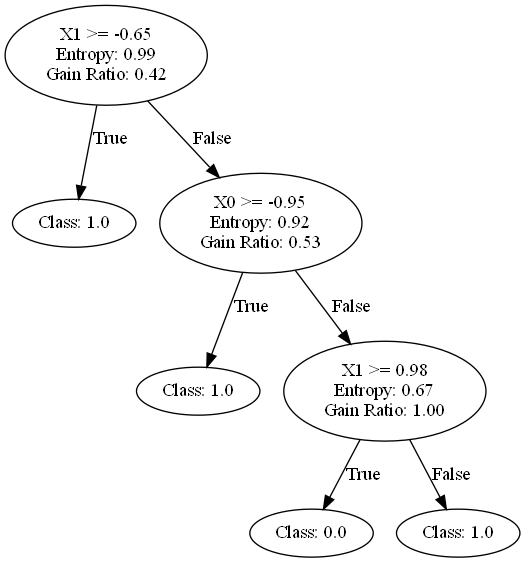 X1 >= -0.65
Entropy: 0.99
Gain Ratio: 0.42
True
False
Class: 1.0
X0 >= -0.95
Entropy: 0.92
Gain Ratio: 0.53
True
False
Class: 1.0
X1 >= 0.98
Entropy: 0.67
Gain Ratio: 1.00
True
False
Class: 0.0
Class: 1.0